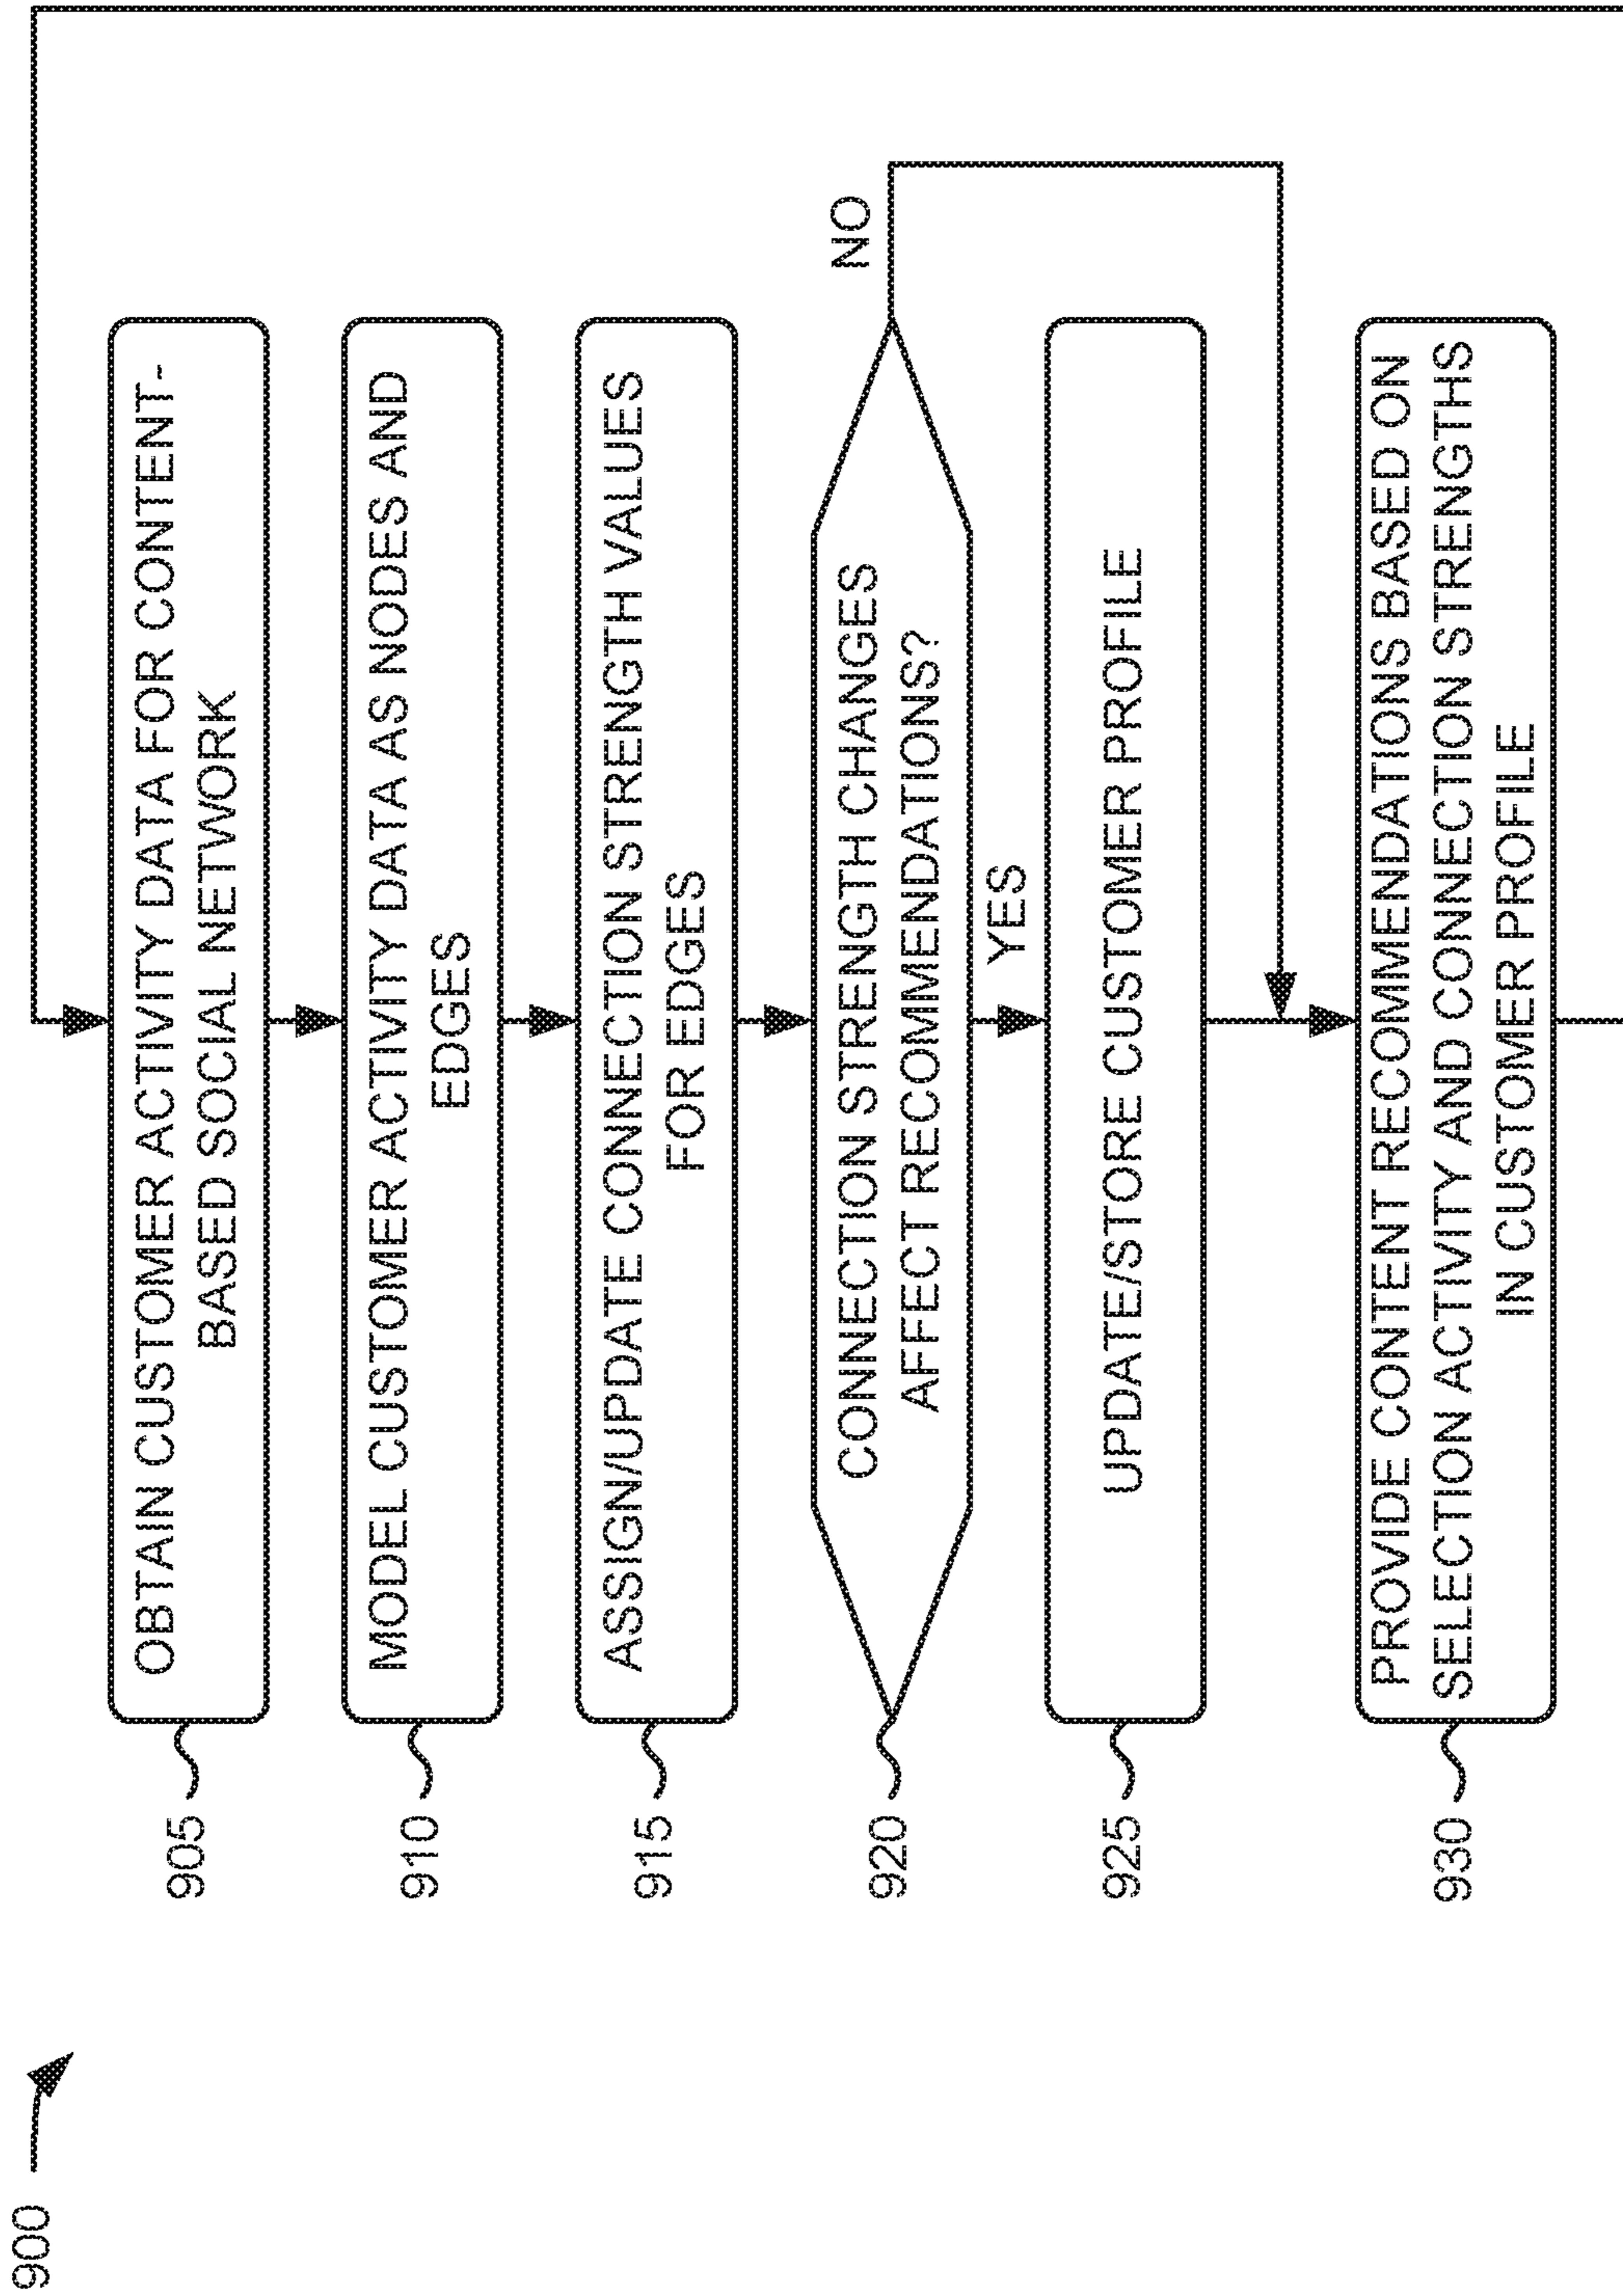 900
905
OBTAIN CUSTOMER ACTIVITY DATA FOR CONTENT-
BASED SOCIAL NETWORK
910
MODEL CUSTOMER ACTIVITY DATA AS NODES AND
EDGES
915
ASSIGN/UPDATE CONNECTION STRENGTH VALUES
FOR EDGES
920
CONNECTION STRENGTH CHANGES
AFFECT RECOMMENDATIONS?
NO
YES
925
UPDATE/STORE CUSTOMER PROFILE
930
PROVIDE CONTENT RECOMMENDATIONS BASED ON
SELECTION ACTIVITY AND CONNECTION STRENGTHS
IN CUSTOMER PROFILE